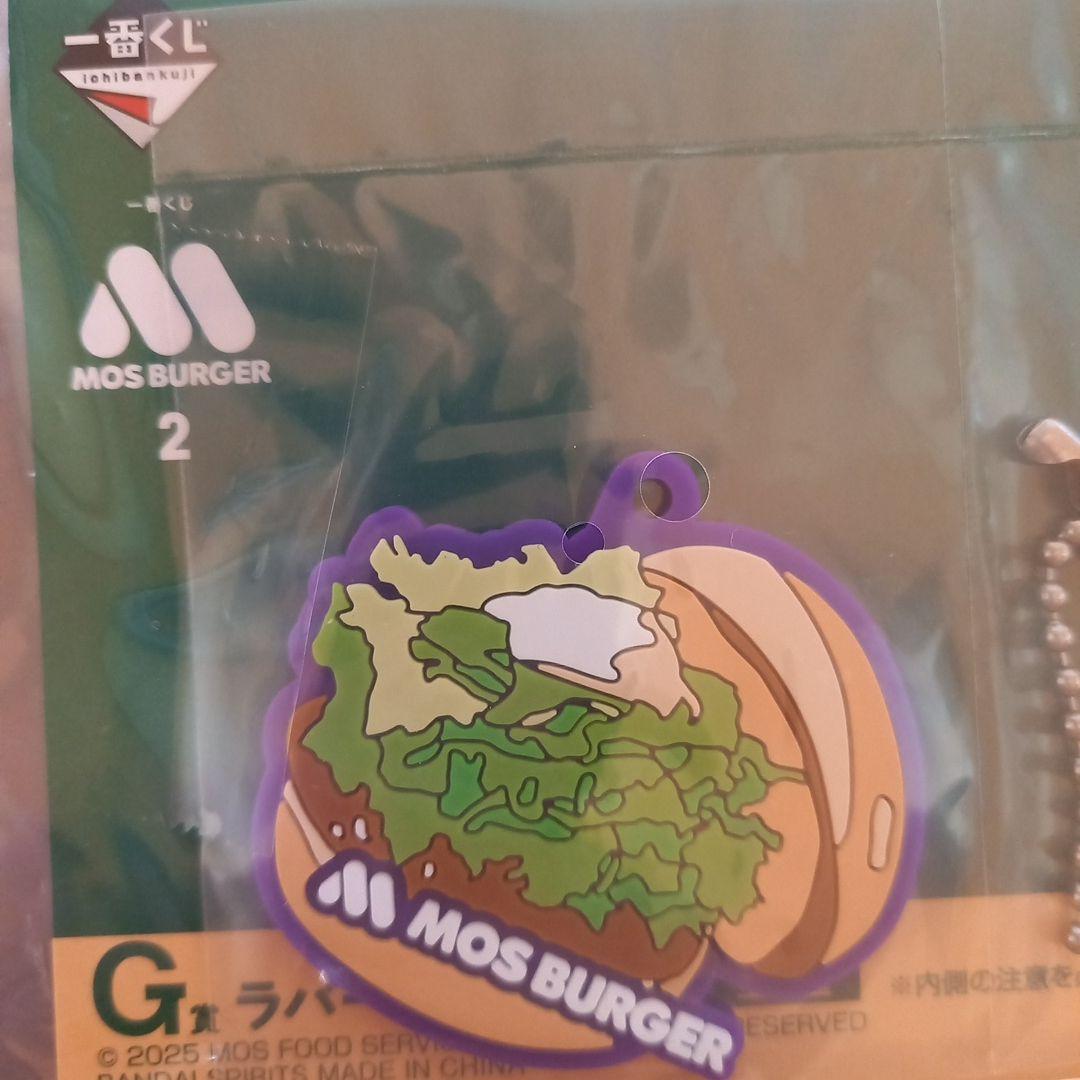 一番くじ
ichibankuji
一番くじ
MOS BURGER
2
MOS BURGER
G賞 ラバー
※内側の注意を
© 2025 MOS FOOD SERVI
ESERVED
BANDAI SPIRITS MADE IN CHINA